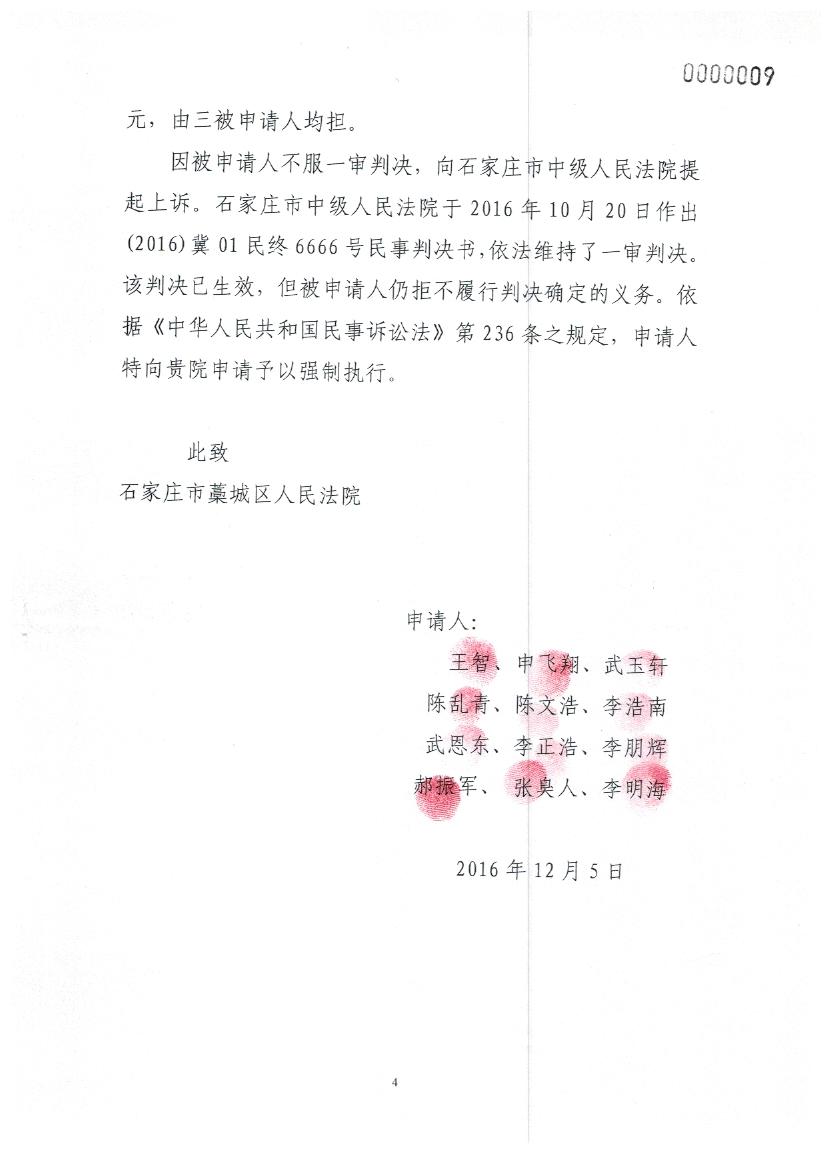 0000009
元，由三被申请人均担。
因被申请人不服一审判决，向石家庄市中级人民法院提
起上诉。石家庄市中级人民法院于 2016 年 10 月 20 日作出
(2016)冀 01 民终 6666 号民事判决书，依法维持了一审判决。
该判决已生效，但被申请人仍拒不履行判决确定的义务。依
据《中华人民共和国民事诉讼法》第 236 条之规定，申请人
特向贵院申请予以强制执行。
此致
石家庄市藁城区人民法院
申请人：
王智、申飞翔、武玉轩
陈乱青、陈文浩、李浩南
武恩东、李正浩、李朋辉
郝振军、张臭人、李明海
2016 年 12 月 5 日
4